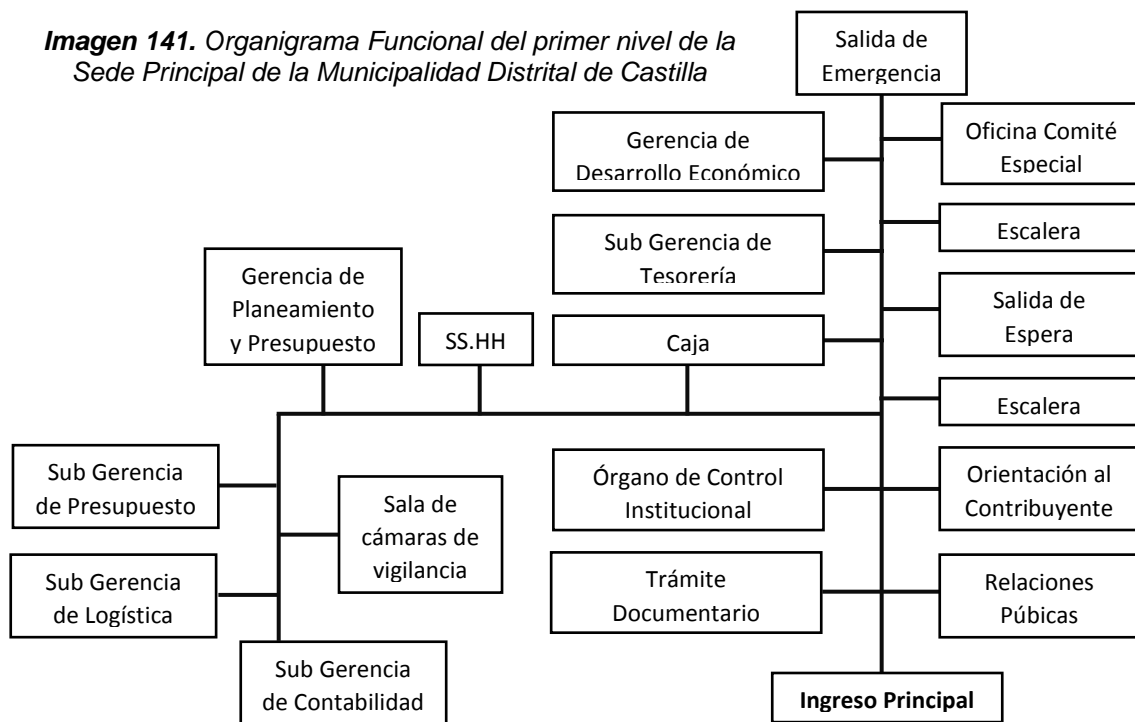 Imagen 141. Organigrama Funcional del primer nivel de la
Sede Principal de la Municipalidad Distrital de Castilla
Salida de
Emergencia
Gerencia de
Desarrollo Económico
Oficina Comité
Especial
Sub Gerencia de
Tesorería
Escalera
Gerencia de
Planeamiento
y Presupuesto
SS.HH
Caja
Salida de
Espera
Escalera
Sub Gerencia
de Presupuesto
Sala de
cámaras de
vigilancia
Órgano de Control
Institucional
Orientación al
Contribuyente
Sub Gerencia
de Logística
Trámite
Documentario
Relaciones
Púbicas
Sub Gerencia
de Contabilidad
Ingreso Principal